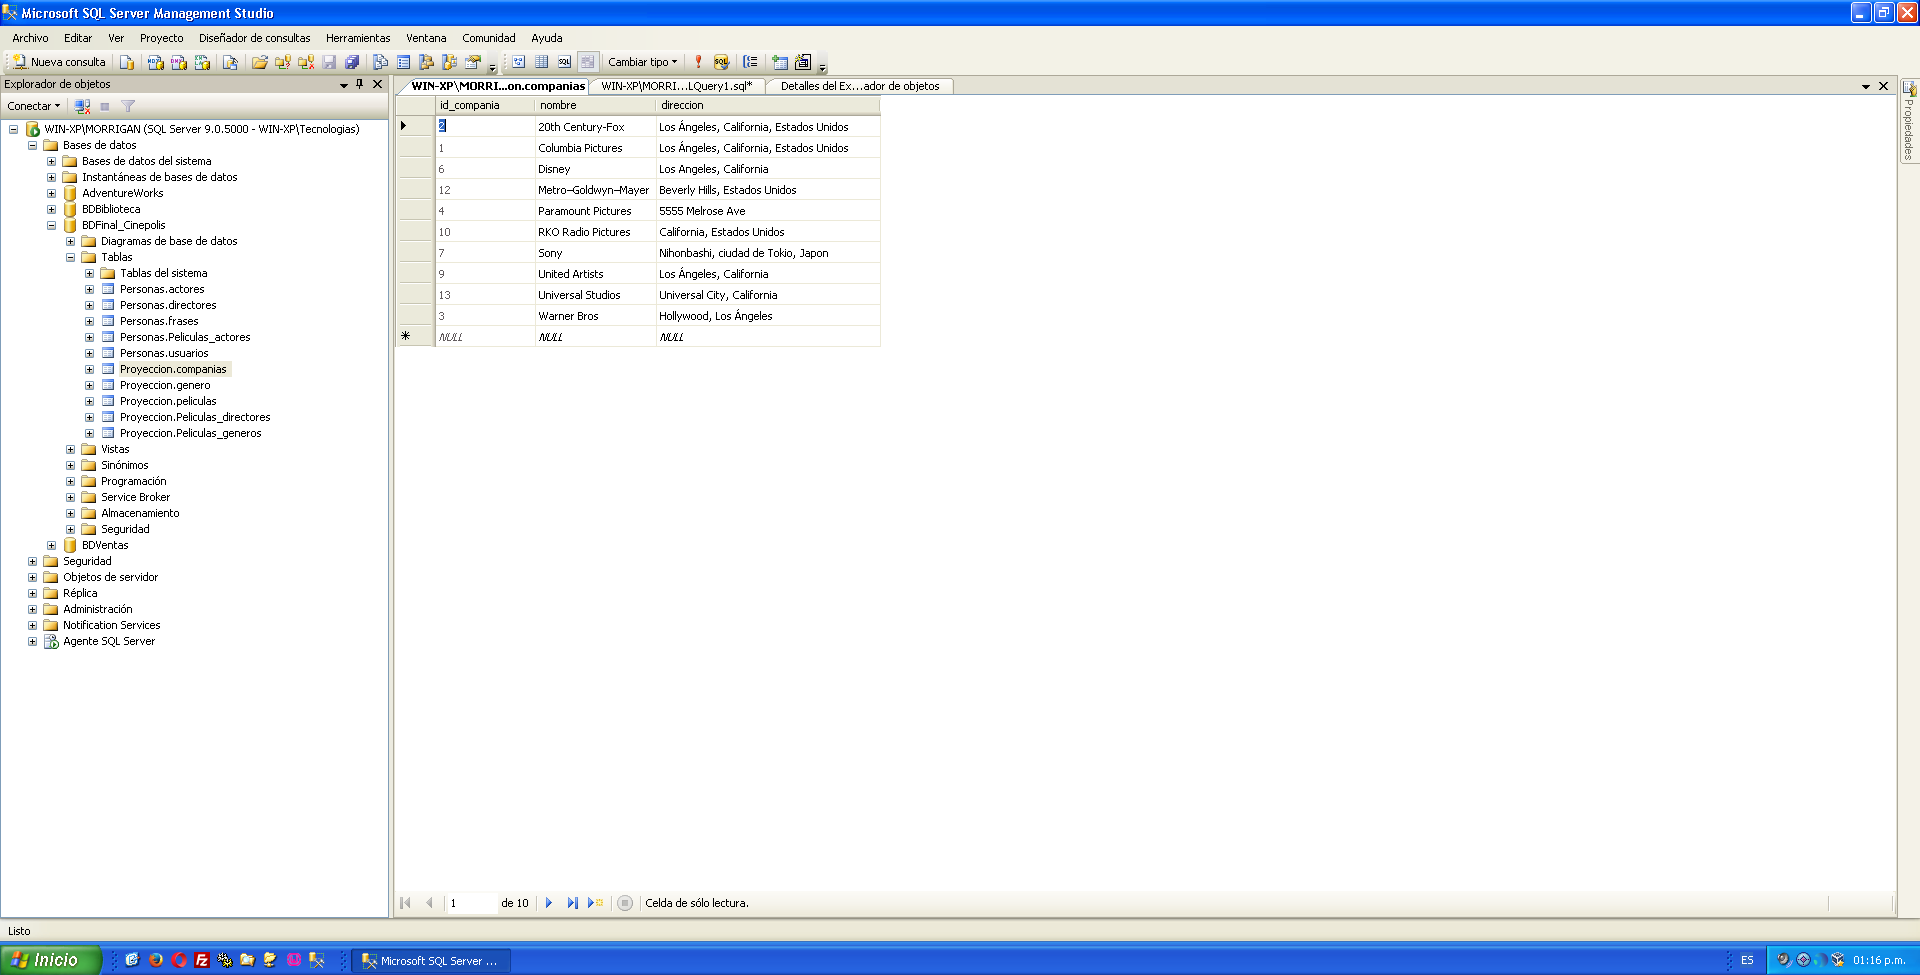 Microsoft SQL Server Management Studio
Archivo Editar Ver Proyecto Diseñador de consultas Herramientas Ventana Comunidad Ayuda
Nueva consulta Cambiar tipo
Explorador de objetos
Conectar
WIN-XP\MORRIGAN (SQL Server 9.0.5000 - WIN-XP\Tecnologias)
Bases de datos
Bases de datos del sistema
Instantáneas de bases de datos
AdventureWorks
BDBiblioteca
BDFinal_Cinepolis
Diagramas de base de datos
Tablas
Tablas del sistema
Personas.actores
Personas.directores
Personas.frases
Personas.Peliculas_actores
Personas.usuarios
Proyeccion.companias
Proyeccion.genero
Proyeccion.peliculas
Proyeccion.Peliculas_directores
Proyeccion.Peliculas_generos
Vistas
Sinónimos
Programación
Service Broker
Almacenamiento
Seguridad
BDVentas
Seguridad
Objetos de servidor
Réplica
Administración
Notification Services
Agente SQL Server
WIN-XP\MORRI...on.companias WIN-XP\MORRI...LQuery1.sql* Detalles del Ex...ador de objetos
id_compania nombre direccion
2 20th Century-Fox Los Ángeles, California, Estados Unidos
1 Columbia Pictures Los Ángeles, California, Estados Unidos
6 Disney Los Angeles, California
12 Metro–Goldwyn–Mayer Beverly Hills, Estados Unidos
4 Paramount Pictures 5555 Melrose Ave
10 RKO Radio Pictures California, Estados Unidos
7 Sony Nihonbashi, ciudad de Tokio, Japon
9 United Artists Los Ángeles, California
13 Universal Studios Universal City, California
3 Warner Bros Hollywood, Los Ángeles
NULL NULL NULL
1 de 10 Celda de sólo lectura.
Propiedades
Listo
Inicio Microsoft SQL Server ... ES 01:16 p.m.